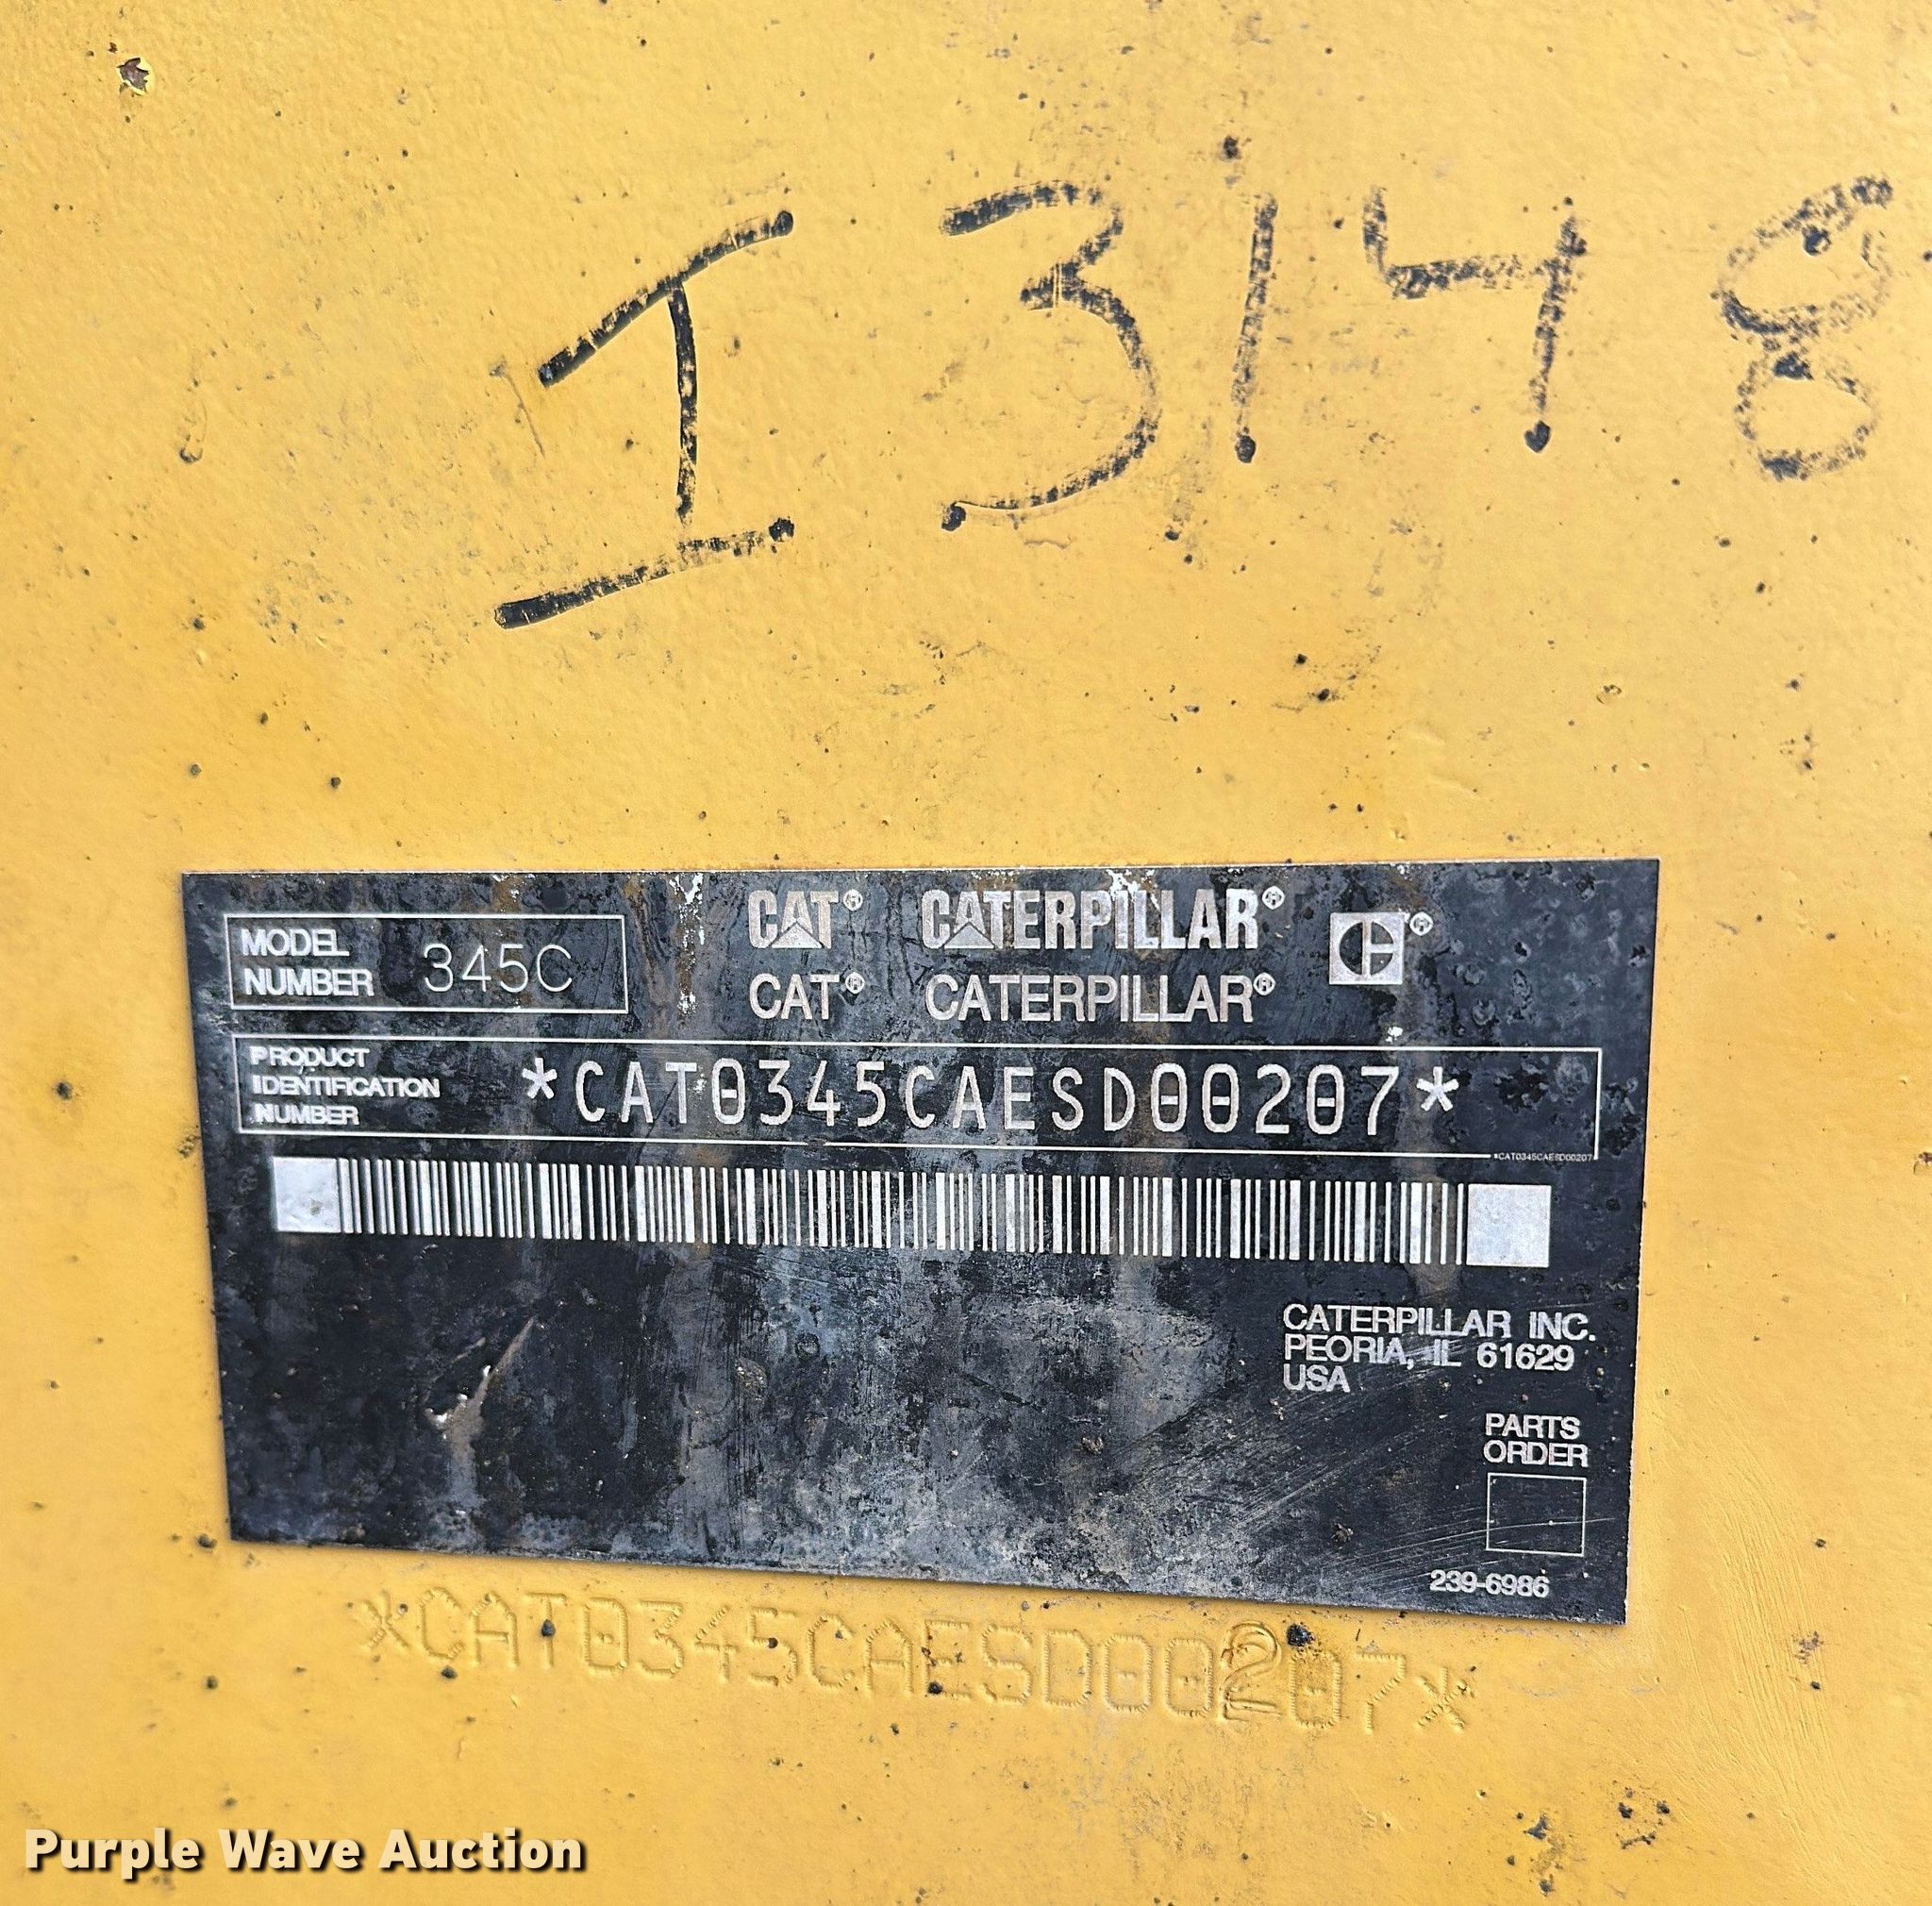 I 3148
MODEL NUMBER 345C
CAT® CATERPILLAR®
CAT® CATERPILLAR®
PRODUCT IDENTIFICATION NUMBER *CAT0345CAESD00207*
*CAT0345CAESD00207
CATERPILLAR INC.
PEORIA, IL 61629
USA
PARTS
ORDER
239-6986
*CAT0345CAESD00207*
Purple Wave Auction